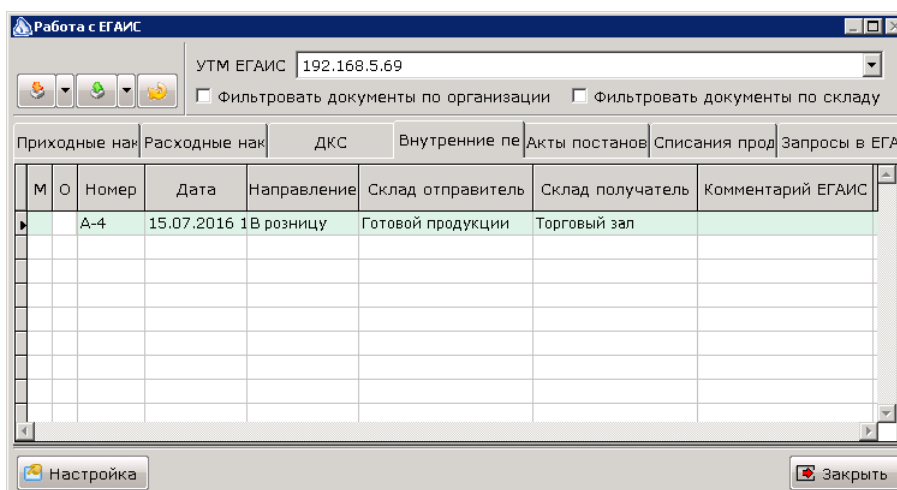 Работа с ЕГАИС
УТМ ЕГАИС 192.168.5.69
Фильтровать документы по организации Фильтровать документы по складу
Приходные нак Расходные нак ДКС Внутренние пе Акты постанов Списания прод Запросы в ЕГА
М О Номер Дата Направление Склад отправитель Склад получатель Комментарий ЕГАИС
А-4 15.07.2016 1 В розницу Готовой продукции Торговый зал
Настройка Закрыть